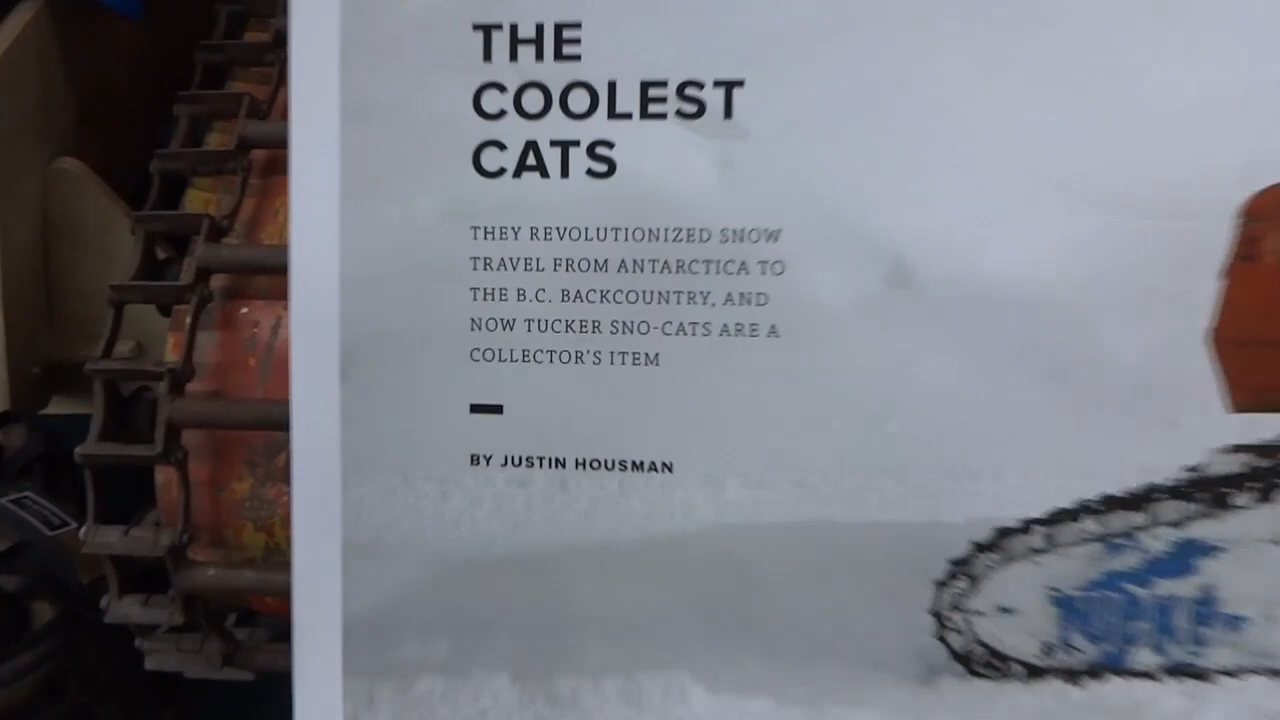 THE
COOLEST
CATS
THEY REVOLUTIONIZED SNOW
TRAVEL FROM ANTARCTICA TO
THE B.C. BACKCOUNTRY, AND
NOW TUCKER SNO-CATS ARE A
COLLECTOR'S ITEM
BY JUSTIN HOUSMAN